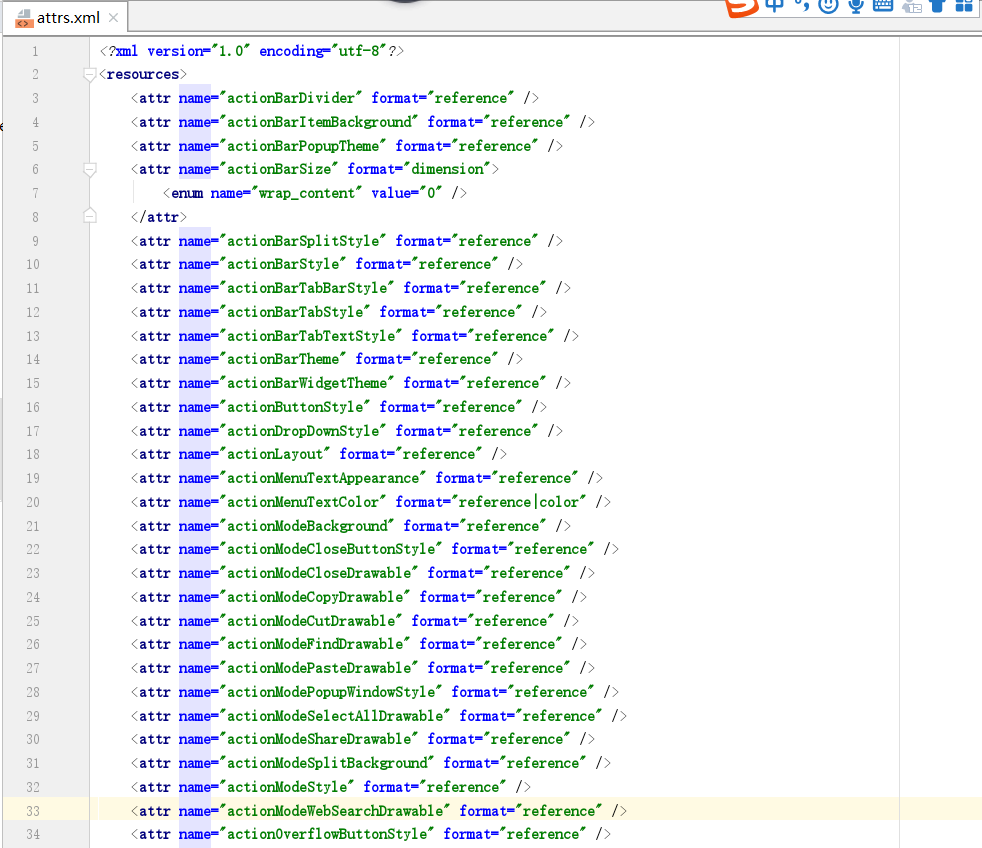 attrs.xml
中
1 <?xml version="1.0" encoding="utf-8"?>
2 <resources>
3 <attr name="actionBarDivider" format="reference" />
4 <attr name="actionBarItemBackground" format="reference" />
5 <attr name="actionBarPopupTheme" format="reference" />
6 <attr name="actionBarSize" format="dimension">
7 <enum name="wrap_content" value="0" />
8 </attr>
9 <attr name="actionBarSplitStyle" format="reference" />
10 <attr name="actionBarStyle" format="reference" />
11 <attr name="actionBarTabBarStyle" format="reference" />
12 <attr name="actionBarTabStyle" format="reference" />
13 <attr name="actionBarTabTextStyle" format="reference" />
14 <attr name="actionBarTheme" format="reference" />
15 <attr name="actionBarWidgetTheme" format="reference" />
16 <attr name="actionButtonStyle" format="reference" />
17 <attr name="actionDropDownStyle" format="reference" />
18 <attr name="actionLayout" format="reference" />
19 <attr name="actionMenuTextAppearance" format="reference" />
20 <attr name="actionMenuTextColor" format="reference|color" />
21 <attr name="actionModeBackground" format="reference" />
22 <attr name="actionModeCloseButtonStyle" format="reference" />
23 <attr name="actionModeCloseDrawable" format="reference" />
24 <attr name="actionModeCopyDrawable" format="reference" />
25 <attr name="actionModeCutDrawable" format="reference" />
26 <attr name="actionModeFindDrawable" format="reference" />
27 <attr name="actionModePasteDrawable" format="reference" />
28 <attr name="actionModePopupWindowStyle" format="reference" />
29 <attr name="actionModeSelectAllDrawable" format="reference" />
30 <attr name="actionModeShareDrawable" format="reference" />
31 <attr name="actionModeSplitBackground" format="reference" />
32 <attr name="actionModeStyle" format="reference" />
33 <attr name="actionModeWebSearchDrawable" format="reference" />
34 <attr name="actionOverflowButtonStyle" format="reference" />